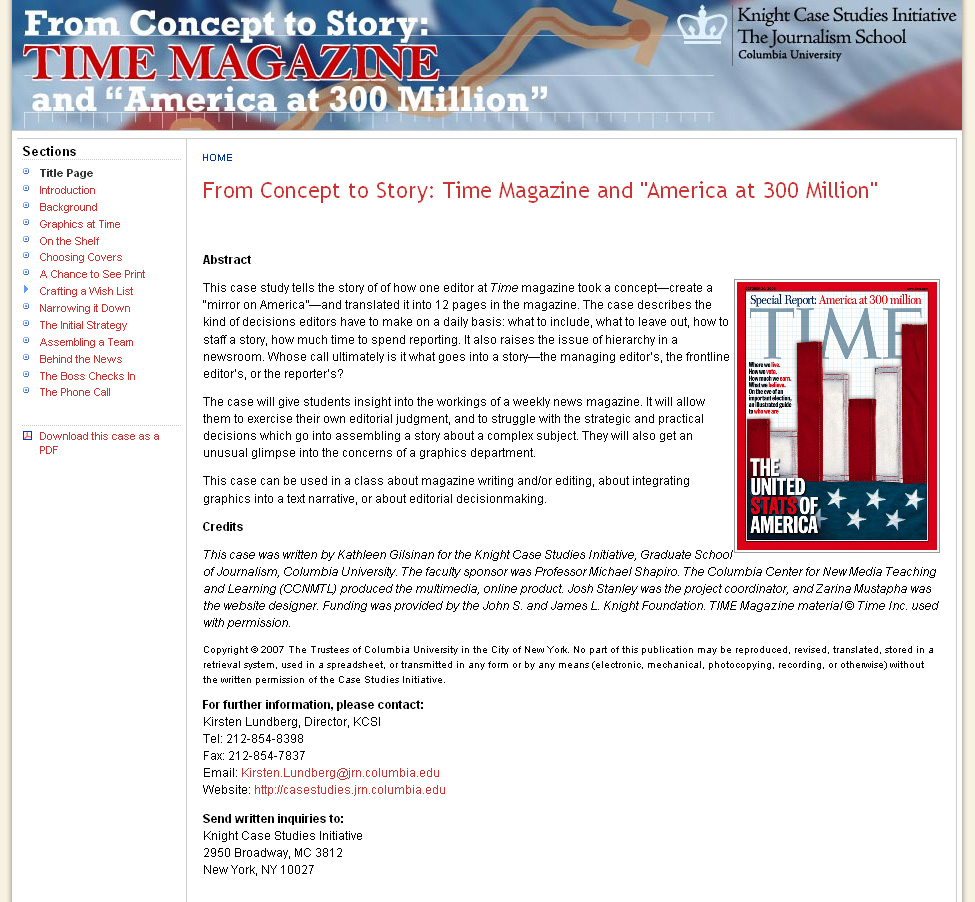 From Concept to Story:
TIME MAGAZINE
and “America at 300 Million”
Knight Case Studies Initiative
The Journalism School
Columbia University
Sections
Title Page
Introduction
Background
Graphics at Time
On the Shelf
Choosing Covers
A Chance to See Print
Crafting a Wish List
Narrowing it Down
The Initial Strategy
Assembling a Team
Behind the News
The Boss Checks In
The Phone Call
Download this case as a
PDF
HOME
From Concept to Story: Time Magazine and "America at 300 Million"
Abstract
This case study tells the story of of how one editor at Time magazine took a concept—create a
"mirror on America"—and translated it into 12 pages in the magazine. The case describes the
kind of decisions editors have to make on a daily basis: what to include, what to leave out, how to
staff a story, how much time to spend reporting. It also raises the issue of hierarchy in a
newsroom. Whose call ultimately is it what goes into a story—the managing editor's, the frontline
editor's, or the reporter's?
The case will give students insight into the workings of a weekly news magazine. It will allow
them to exercise their own editorial judgment, and to struggle with the strategic and practical
decisions which go into assembling a story about a complex subject. They will also get an
unusual glimpse into the concerns of a graphics department.
This case can be used in a class about magazine writing and/or editing, about integrating
graphics into a text narrative, or about editorial decisionmaking.
Special Report: America at 300 million
TIME
Where we live.
How we vote.
How much we earn.
What we believe.
On the eve of an
important election,
an illustrated guide
to who we are
THE
UNITED
STATS OF
AMERICA
Credits
This case was written by Kathleen Gilsinan for the Knight Case Studies Initiative, Graduate School
of Journalism, Columbia University. The faculty sponsor was Professor Michael Shapiro. The Columbia Center for New Media Teaching
and Learning (CCNMTL) produced the multimedia, online product. Josh Stanley was the project coordinator, and Zarina Mustapha was
the website designer. Funding was provided by the John S. and James L. Knight Foundation. TIME Magazine material © Time Inc. used
with permission.
Copyright © 2007 The Trustees of Columbia University in the City of New York. No part of this publication may be reproduced, revised, translated, stored in a
retrieval system, used in a spreadsheet, or transmitted in any form or by any means (electronic, mechanical, photocopying, recording, or otherwise) without
the written permission of the Case Studies Initiative.
For further information, please contact:
Kirsten Lundberg, Director, KCSI
Tel: 212-854-8398
Fax: 212-854-7837
Email: Kirsten.Lundberg@jrn.columbia.edu
Website: http://casestudies.jrn.columbia.edu
Send written inquiries to:
Knight Case Studies Initiative
2950 Broadway, MC 3812
New York, NY 10027